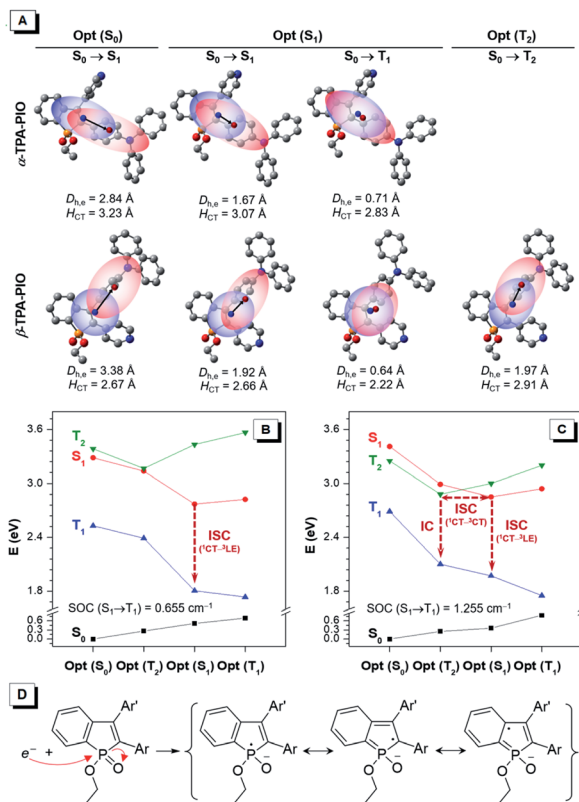 A
Opt (S0) Opt (S1) Opt (T2)
S0 → S1 S0 → S1 S0 → T1 S0 → T2
α-TPA-PIO
Dh,e = 2.84 Å Dh,e = 1.67 Å Dh,e = 0.71 Å
HCT = 3.23 Å HCT = 3.07 Å HCT = 2.83 Å
β-TPA-PIO
Dh,e = 3.38 Å Dh,e = 1.92 Å Dh,e = 0.64 Å Dh,e = 1.97 Å
HCT = 2.67 Å HCT = 2.66 Å HCT = 2.22 Å HCT = 2.91 Å
B
E (eV)
3.6
3.0
2.4
1.8
0.6
0.3
0.0
T2
S1
T1
S0
ISC
(1CT–3LE)
SOC (S1→T1) = 0.655 cm−1
Opt (S0) Opt (T2) Opt (S1) Opt (T1)
C
E (eV)
3.6
3.0
2.4
1.8
0.6
0.3
0.0
S1
T2
T1
S0
IC
ISC
(1CT–3CT)
ISC
(1CT–3LE)
SOC (S1→T1) = 1.255 cm−1
Opt (S0) Opt (T2) Opt (S1) Opt (T1)
D
Ar' Ar' Ar' Ar'
Ar Ar Ar Ar
e− + P O P O− P O− P O−
O O O O